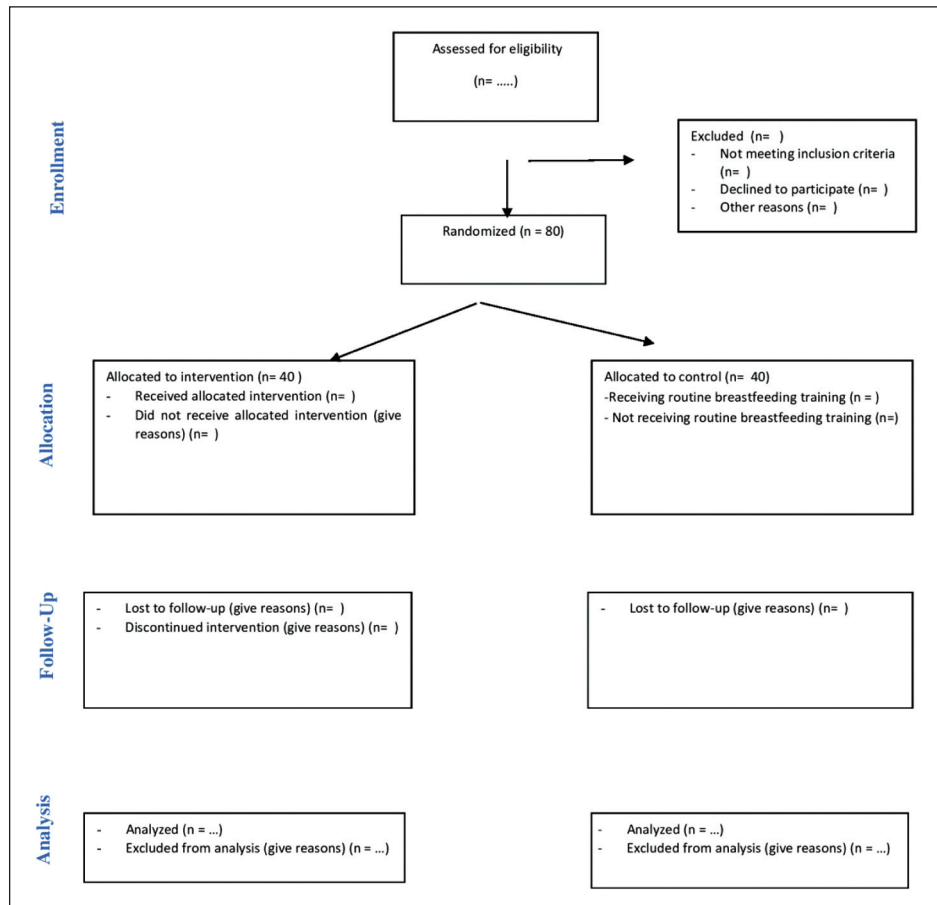 Enrollment
Assessed for eligibility
(n= .....)
Excluded (n=  )
- Not meeting inclusion criteria
(n=  )
- Declined to participate (n=  )
- Other reasons (n=  )
Randomized (n = 80)
Allocation
Allocated to intervention (n= 40 )
- Received allocated intervention (n=  )
- Did not receive allocated intervention (give
reasons) (n=  )
Allocated to control (n=  40)
-Receiving routine breastfeeding training (n = )
- Not receiving routine breastfeeding training (n=)
Follow-Up
- Lost to follow-up (give reasons) (n=  )
- Discontinued intervention (give reasons) (n=  )
- Lost to follow-up (give reasons) (n=  )
Analysis
- Analyzed (n = ...)
- Excluded from analysis (give reasons) (n = ...)
- Analyzed (n = ...)
- Excluded from analysis (give reasons) (n = ...)